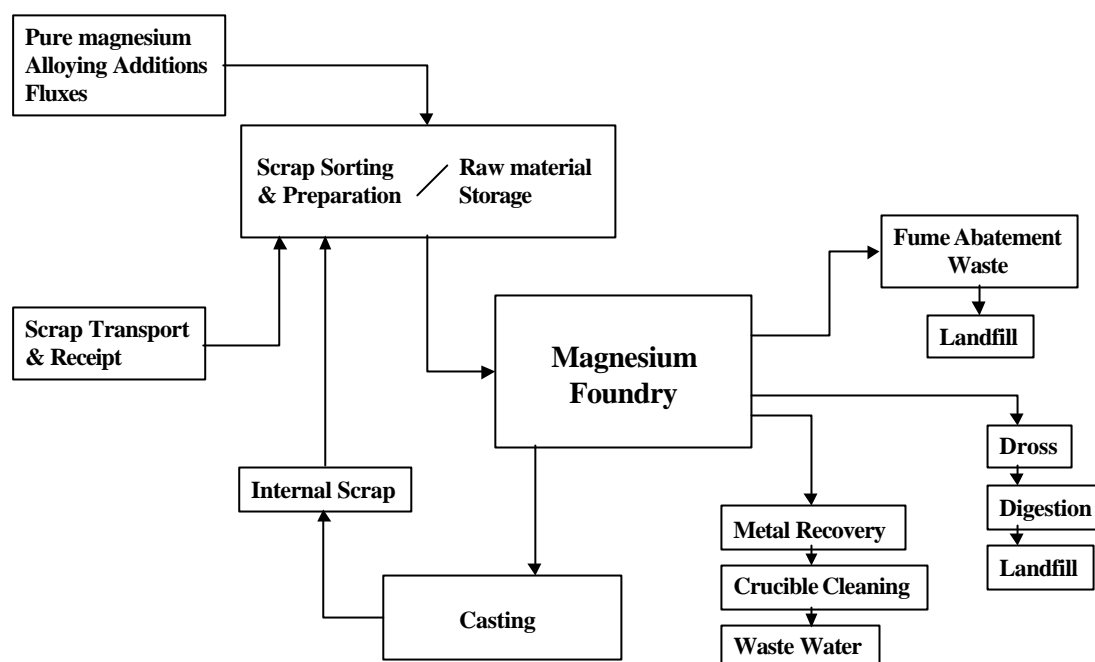 Pure magnesium
Alloying Additions
Fluxes
Scrap Sorting
& Preparation
Raw material
Storage
Fume Abatement
Waste
Landfill
Scrap Transport
& Receipt
Magnesium
Foundry
Dross
Digestion
Landfill
Internal Scrap
Metal Recovery
Crucible Cleaning
Waste Water
Casting